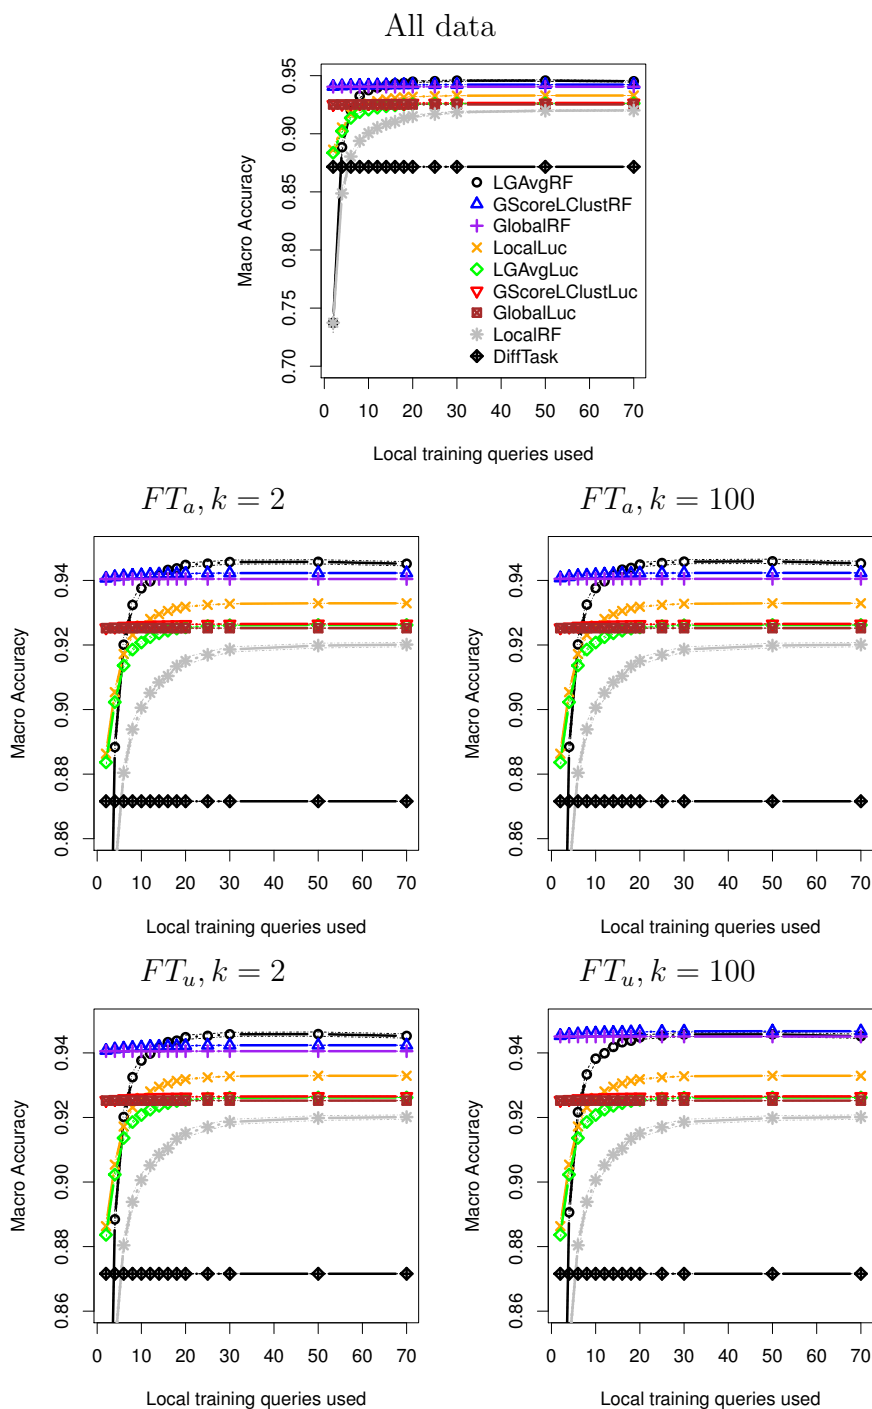 All data
Macro Accuracy
0.95
0.90
0.85
0.80
0.75
0.70
LGAvgRF
GScoreLClustRF
GlobalRF
LocalLuc
LGAvgLuc
GScoreLClustLuc
GlobalLuc
LocalRF
DiffTask
0 10 20 30 40 50 60 70
Local training queries used
FT_a, k = 2
Macro Accuracy
0.94
0.92
0.90
0.88
0.86
0 10 20 30 40 50 60 70
Local training queries used
FT_a, k = 100
Macro Accuracy
0.94
0.92
0.90
0.88
0.86
0 10 20 30 40 50 60 70
Local training queries used
FT_u, k = 2
Macro Accuracy
0.94
0.92
0.90
0.88
0.86
0 10 20 30 40 50 60 70
Local training queries used
FT_u, k = 100
Macro Accuracy
0.94
0.92
0.90
0.88
0.86
0 10 20 30 40 50 60 70
Local training queries used